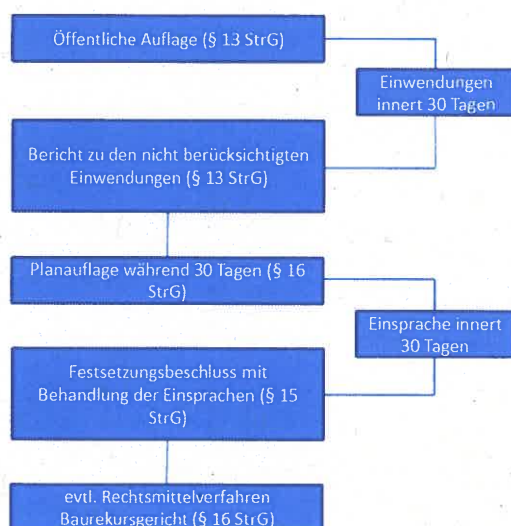 Öffentliche Auflage (§ 13 StrG)
Einwendungen
innert 30 Tagen
Bericht zu den nicht berücksichtigten
Einwendungen (§ 13 StrG)
Planauflage während 30 Tagen (§ 16
StrG)
Einsprache innert
30 Tagen
Festsetzungsbeschluss mit
Behandlung der Einsprachen (§ 15
StrG)
evtl. Rechtsmittelverfahren
Baurekursgericht (§ 16 StrG)